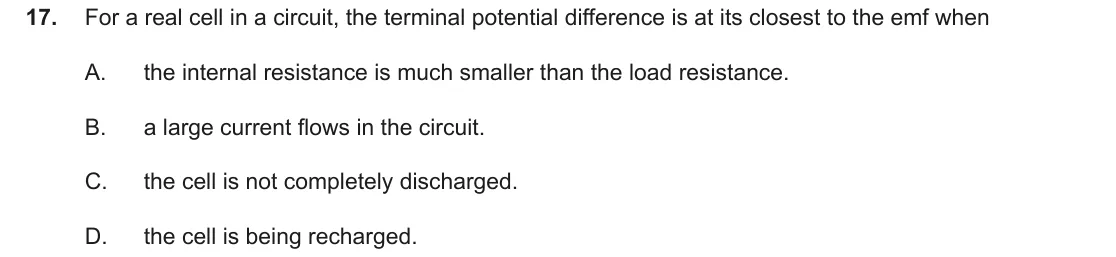 17. For a real cell in a circuit, the terminal potential difference is at its closest to the emf when
A. the internal resistance is much smaller than the load resistance.
B. a large current flows in the circuit.
C. the cell is not completely discharged.
D. the cell is being recharged.